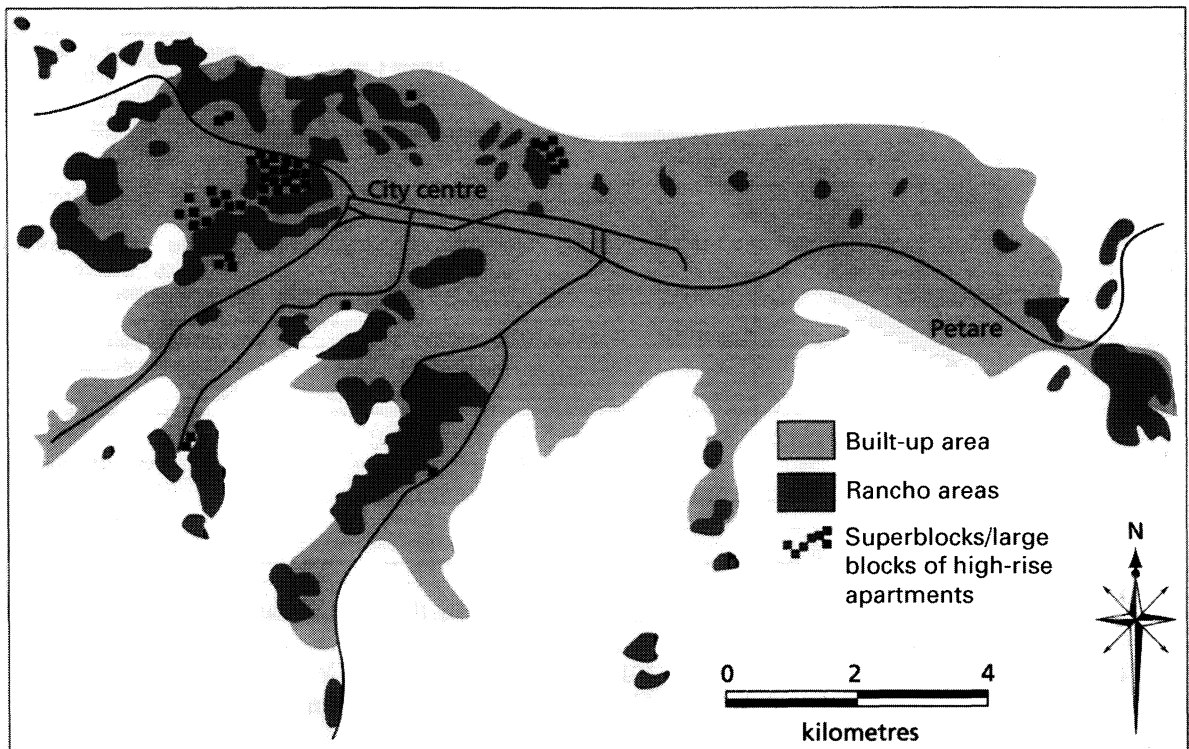 City centre
Petare
Built-up area
Rancho areas
Superblocks/large
blocks of high-rise
apartments
N
0 2 4
kilometres